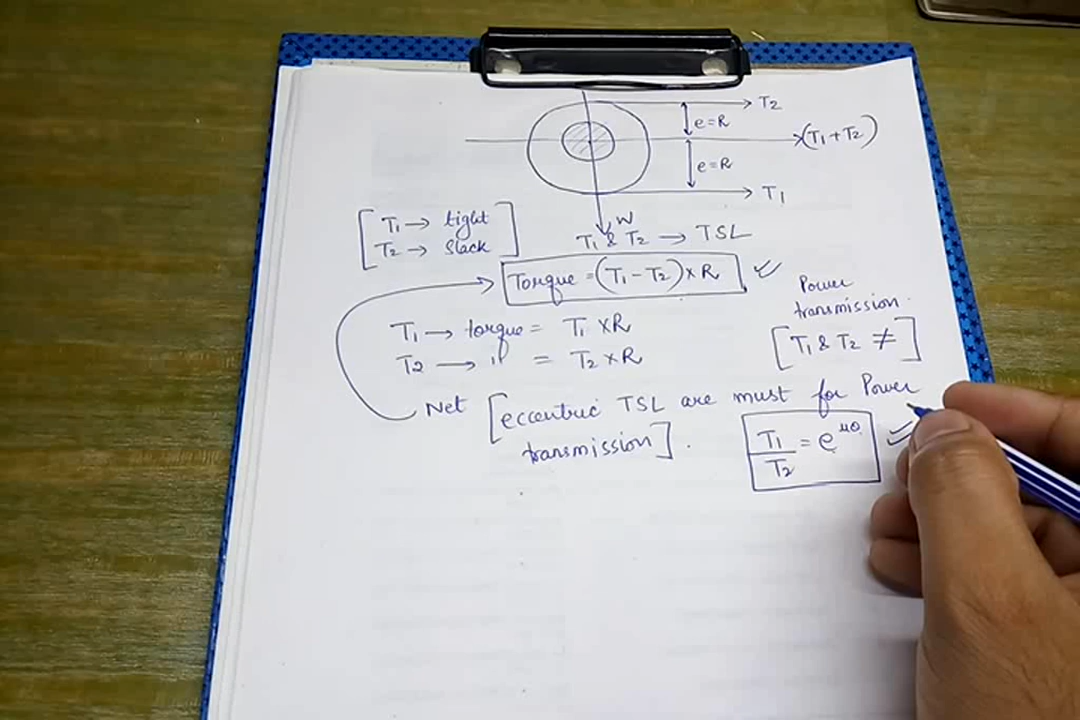 T₂
e=R
(T₁+T₂)
e=R
T₁
W
[T₁ → tight
T₂ → Slack]
T₁ & T₂ → TSL
Torque = (T₁ - T₂) × R
Power
transmission.
[T₁ & T₂ ≠]
T₁ → torque = T₁ × R
T₂ → 〃 = T₂ × R
Net [eccentric TSL are must for Power
transmission].
T₁/T₂ = e^μθ